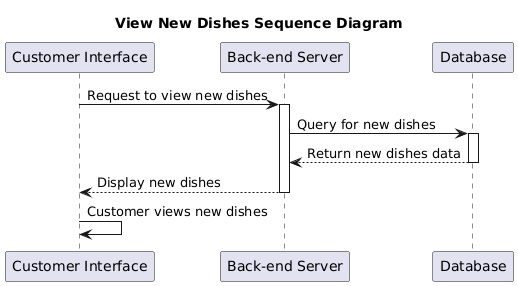 View New Dishes Sequence Diagram
Customer Interface Back-end Server Database
Request to view new dishes
Query for new dishes
Return new dishes data
Display new dishes
Customer views new dishes
Customer Interface Back-end Server Database